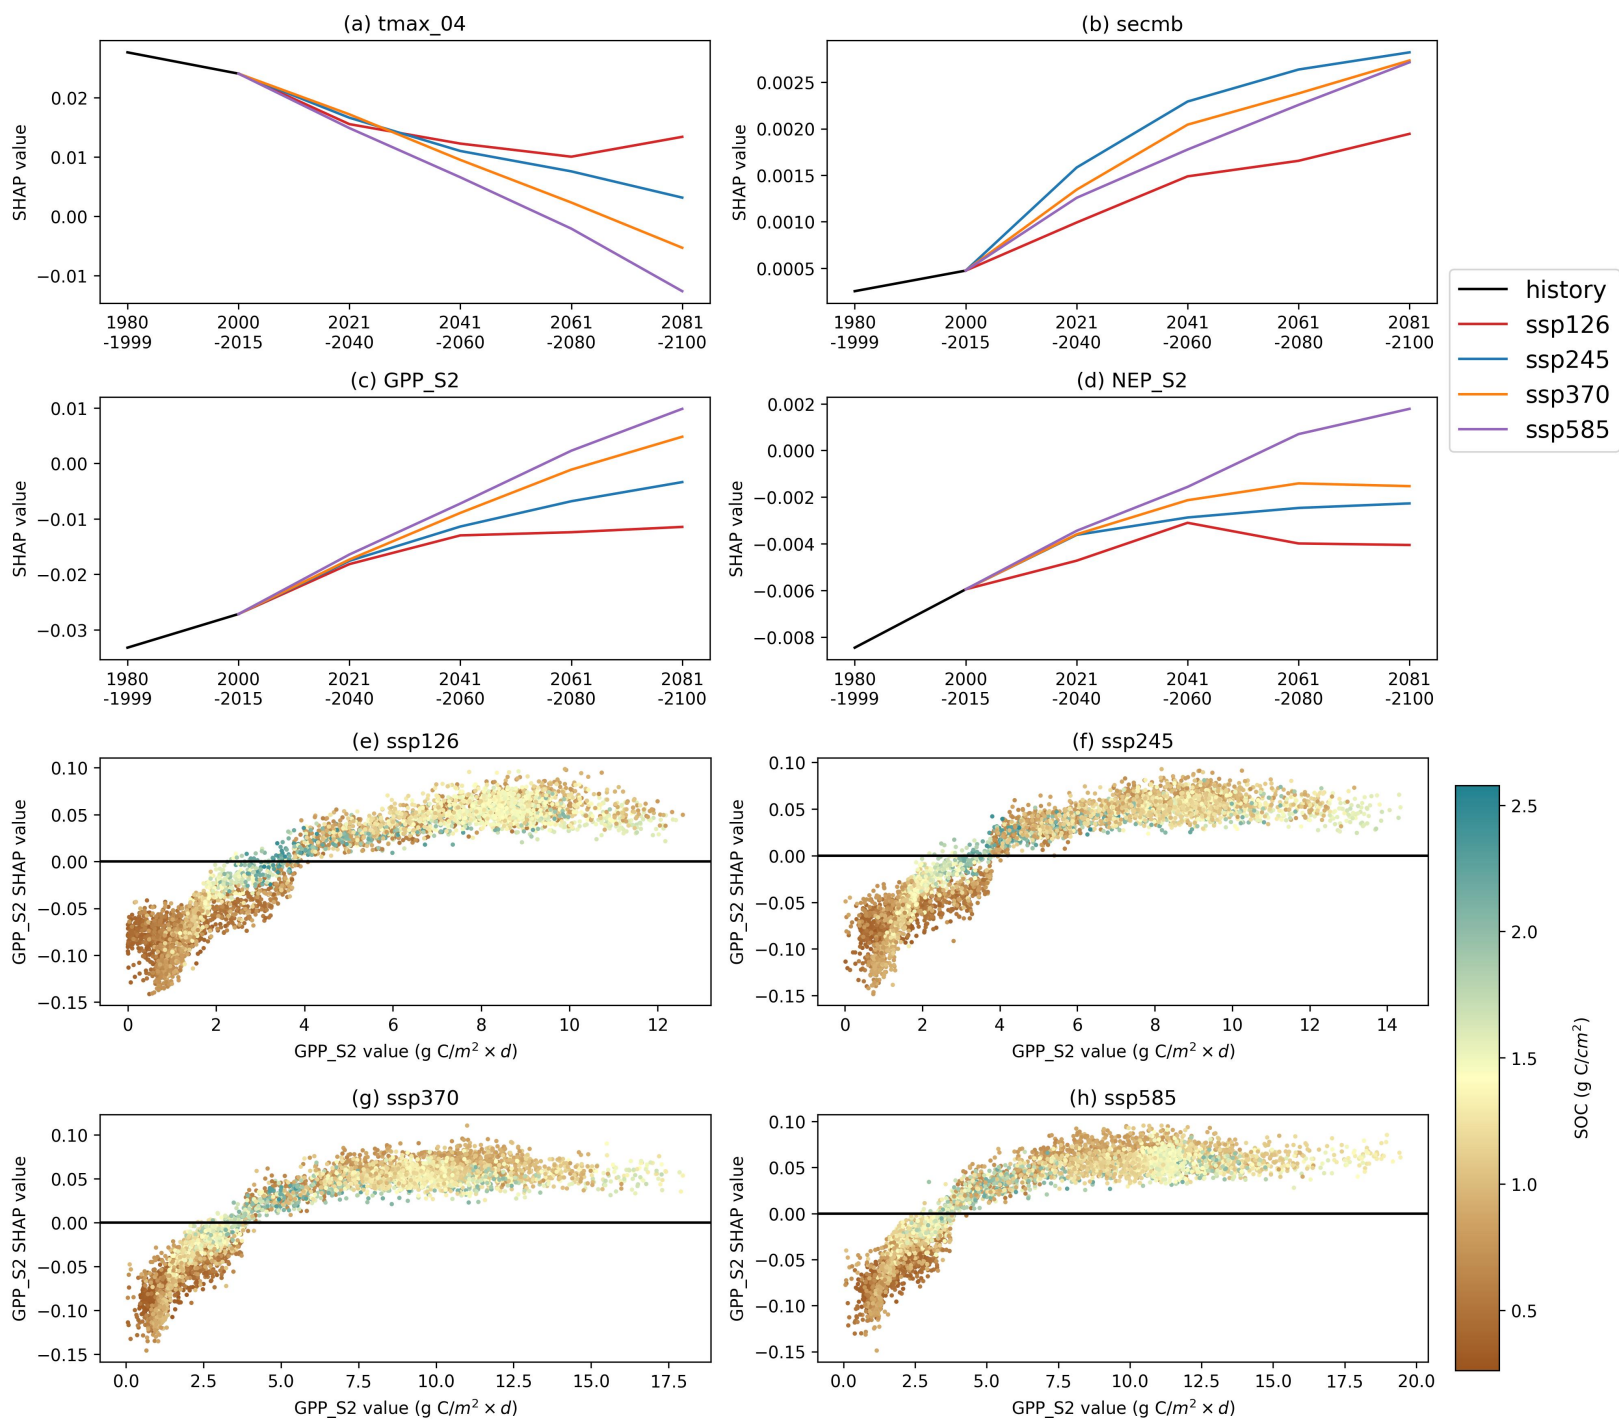 (a) tmax_04
SHAP value
0.02
0.01
0.00
−0.01
1980 2000 2021 2041 2061 2081
-1999 -2015 -2040 -2060 -2080 -2100
(b) secmb
SHAP value
0.0025
0.0020
0.0015
0.0010
0.0005
1980 2000 2021 2041 2061 2081
-1999 -2015 -2040 -2060 -2080 -2100
history
ssp126
ssp245
ssp370
ssp585
(c) GPP_S2
SHAP value
0.01
0.00
−0.01
−0.02
−0.03
1980 2000 2021 2041 2061 2081
-1999 -2015 -2040 -2060 -2080 -2100
(d) NEP_S2
SHAP value
0.002
0.000
−0.002
−0.004
−0.006
−0.008
1980 2000 2021 2041 2061 2081
-1999 -2015 -2040 -2060 -2080 -2100
(e) ssp126
GPP_S2 SHAP value
0.10
0.05
0.00
−0.05
−0.10
−0.15
0 2 4 6 8 10 12
GPP_S2 value (g C/m² × d)
(f) ssp245
GPP_S2 SHAP value
0.10
0.05
0.00
−0.05
−0.10
−0.15
0 2 4 6 8 10 12 14
GPP_S2 value (g C/m² × d)
(g) ssp370
GPP_S2 SHAP value
0.10
0.05
0.00
−0.05
−0.10
−0.15
0.0 2.5 5.0 7.5 10.0 12.5 15.0 17.5
GPP_S2 value (g C/m² × d)
(h) ssp585
GPP_S2 SHAP value
0.10
0.05
0.00
−0.05
−0.10
−0.15
0.0 2.5 5.0 7.5 10.0 12.5 15.0 17.5 20.0
GPP_S2 value (g C/m² × d)
2.5
2.0
1.5
1.0
0.5
SOC (g C/cm²)